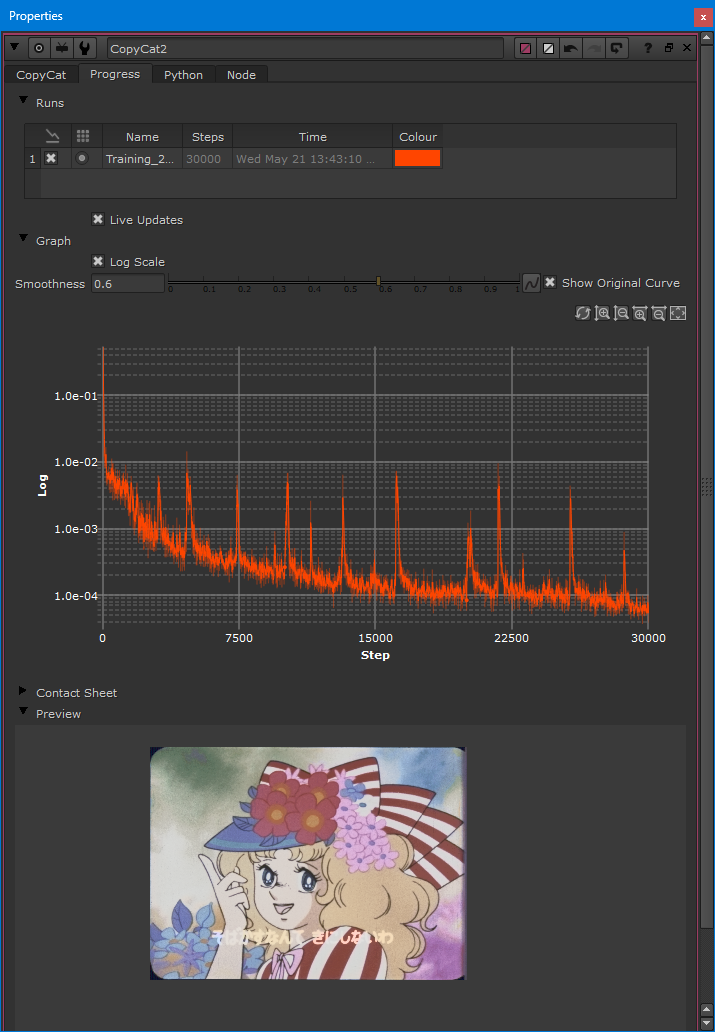 Properties
CopyCat2
?
CopyCat Progress Python Node
Runs
Name Steps Time Colour
1 Training_2... 30000 Wed May 21 13:43:10 ...
Live Updates
Graph
Log Scale
Smoothness 0.6 0 0.1 0.2 0.3 0.4 0.5 0.6 0.7 0.8 0.9 1 Show Original Curve
1.0e-01
1.0e-02
Log
1.0e-03
1.0e-04
0 7500 15000 22500 30000
Step
Contact Sheet
Preview
そばかすなんて きにしないわ